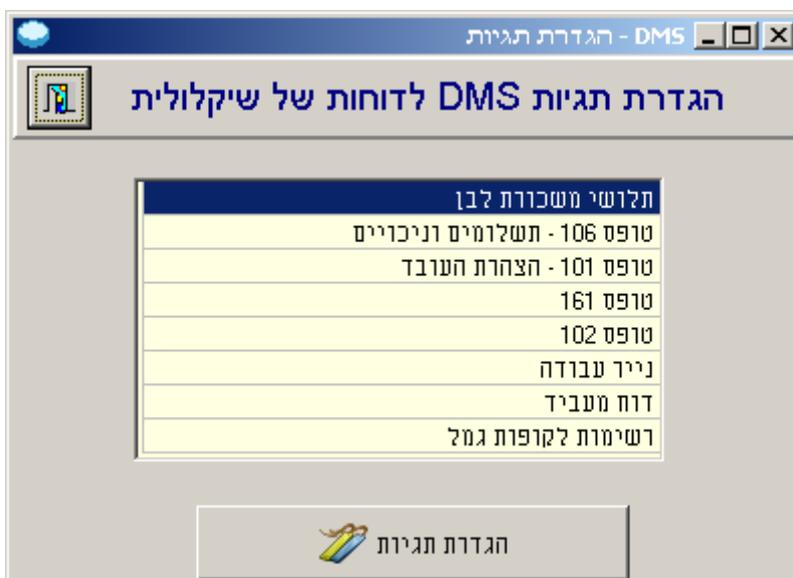 DMS - הגדרת תגיות
הגדרת תגיות DMS לדוחות של שיקלולית
תלושי משכורת לבן
טופס 106 - תשלומים וניכויים
טופס 101 - הצהרת העובד
טופס 161
טופס 102
נייר עבודה
דוח מעביד
רשימות לקופות גמל
הגדרת תגיות